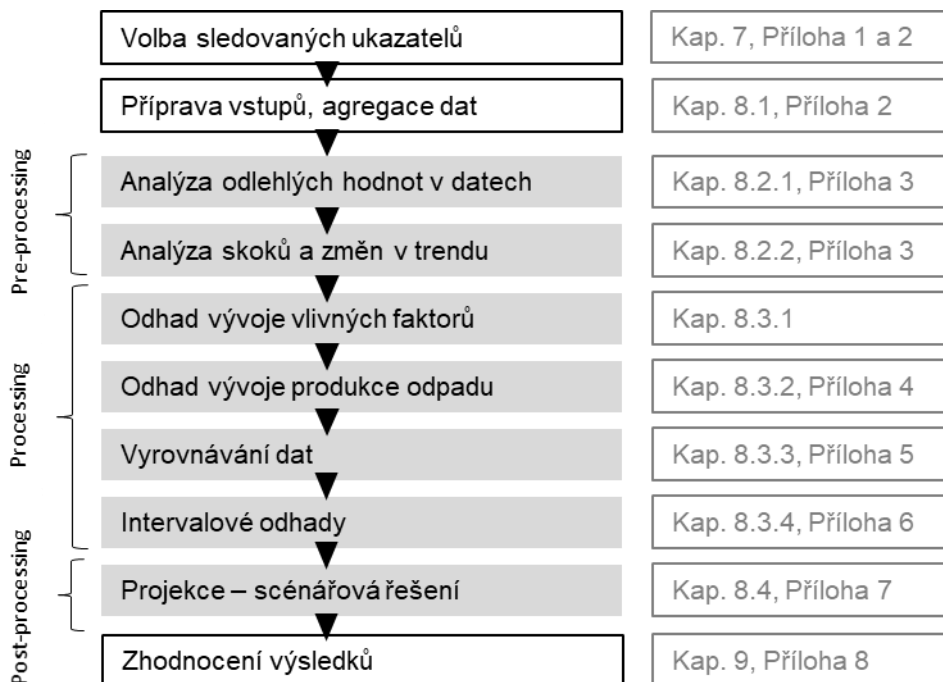 Volba sledovaných ukazatelů
Kap. 7, Příloha 1 a 2
Příprava vstupů, agregace dat
Kap. 8.1, Příloha 2
Pre-processing
Analýza odlehlých hodnot v datech
Kap. 8.2.1, Příloha 3
Analýza skoků a změn v trendu
Kap. 8.2.2, Příloha 3
Processing
Odhad vývoje vlivných faktorů
Kap. 8.3.1
Odhad vývoje produkce odpadu
Kap. 8.3.2, Příloha 4
Vyrovnávání dat
Kap. 8.3.3, Příloha 5
Intervalové odhady
Kap. 8.3.4, Příloha 6
Post-processing
Projekce – scénářová řešení
Kap. 8.4, Příloha 7
Zhodnocení výsledků
Kap. 9, Příloha 8